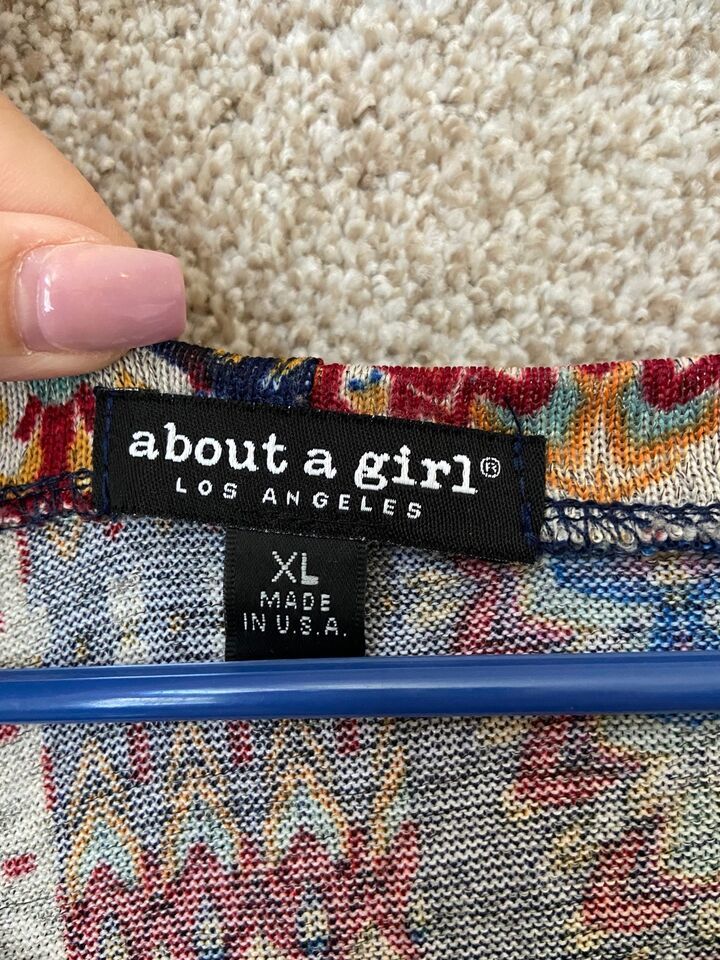 about a girl®
LOS ANGELES
XL
MADE
IN U.S.A.